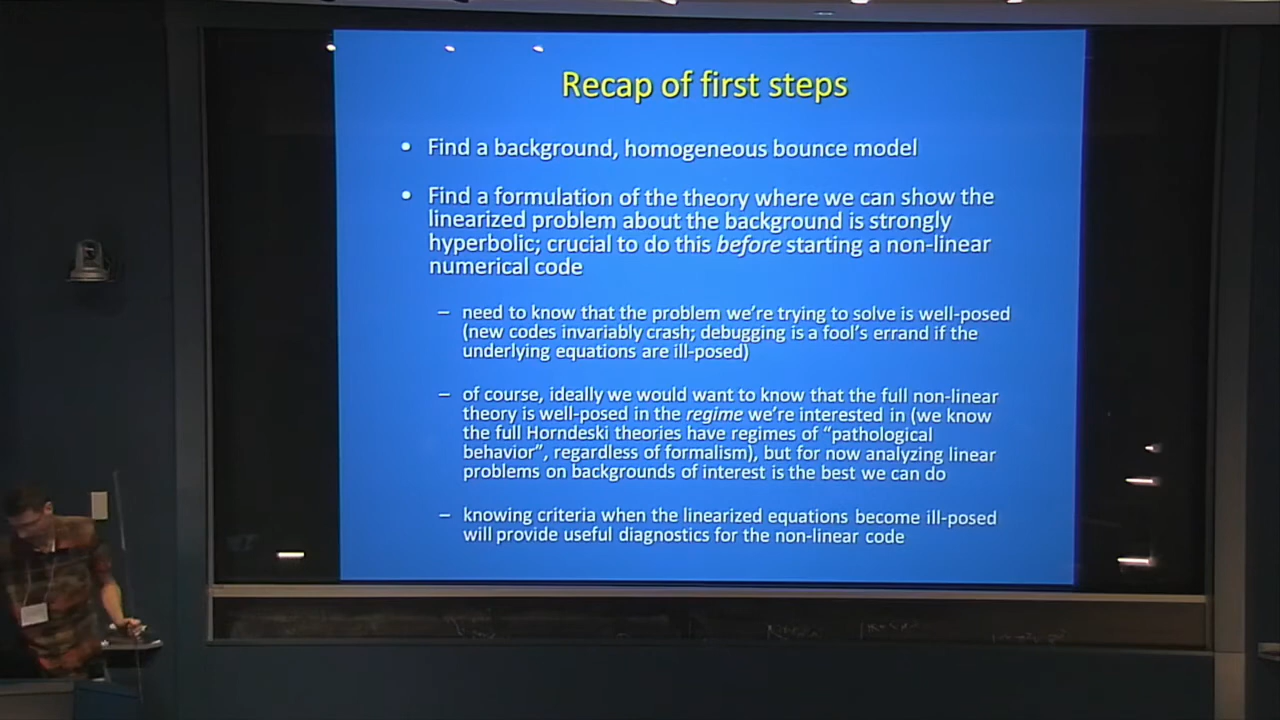 Recap of first steps
• Find a background, homogeneous bounce model
• Find a formulation of the theory where we can show the
linearized problem about the background is strongly
hyperbolic; crucial to do this before starting a non-linear
numerical code
– need to know that the problem we're trying to solve is well-posed
(new codes invariably crash; debugging is a fool's errand if the
underlying equations are ill-posed)
– of course, ideally we would want to know that the full non-linear
theory is well-posed in the regime we're interested in (we know
the full Horndeski theories have regimes of "pathological
behavior", regardless of formalism), but for now analyzing linear
problems on backgrounds of interest is the best we can do
– knowing criteria when the linearized equations become ill-posed
will provide useful diagnostics for the non-linear code